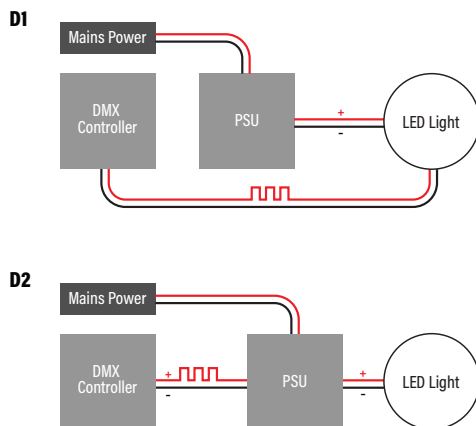 D1
Mains Power
DMX
Controller
PSU
+
-
LED Light
D2
Mains Power
DMX
Controller
+
-
PSU
+
-
LED Light